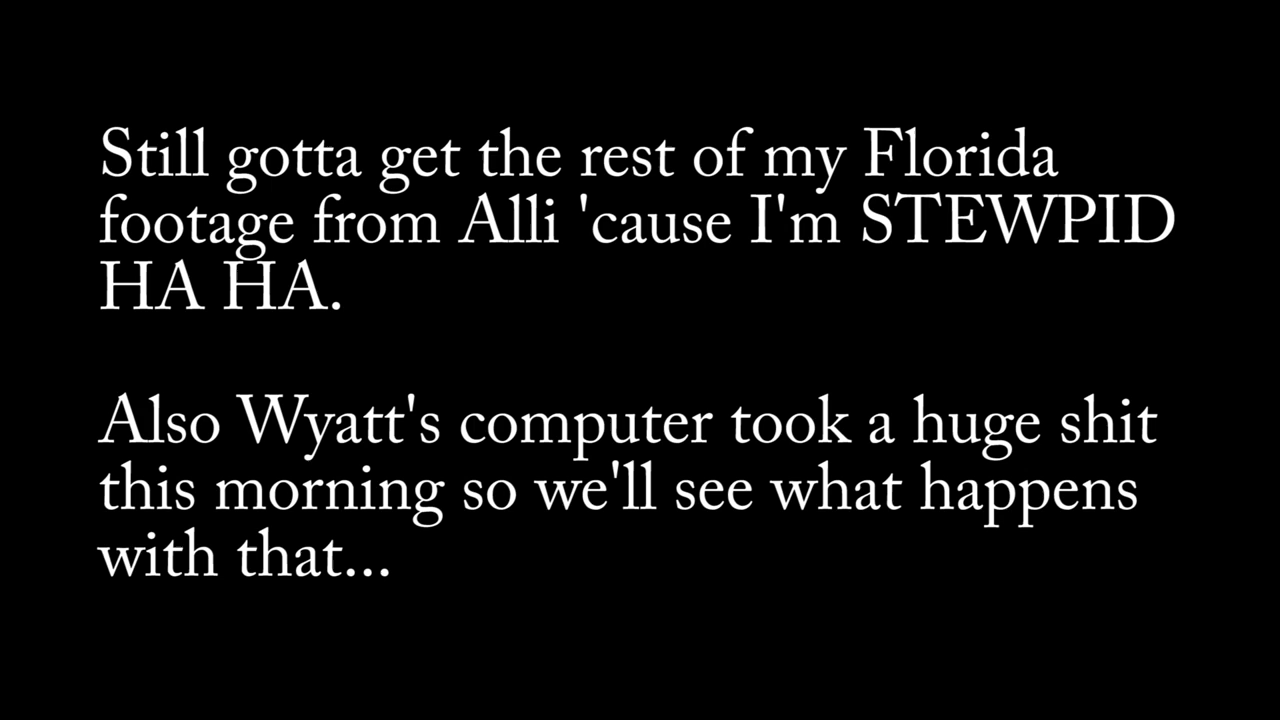 Still gotta get the rest of my Florida
footage from Alli 'cause I'm STEWPID
HA HA.
Also Wyatt's computer took a huge shit
this morning so we'll see what happens
with that...